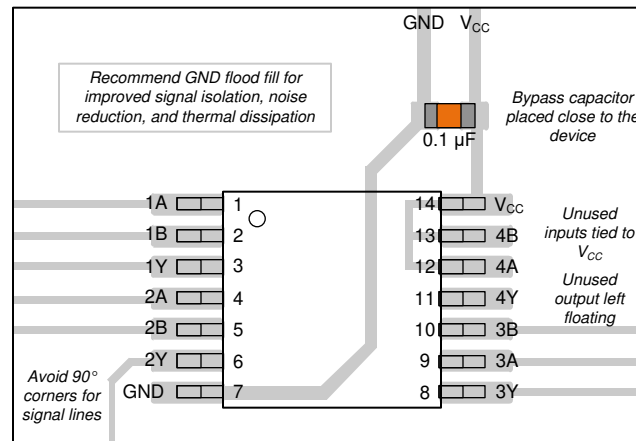 GND VCC
Recommend GND flood fill for
improved signal isolation, noise
reduction, and thermal dissipation
Bypass capacitor
placed close to the
device
0.1 µF
1A 1 14 VCC
1B 2 13 4B
1Y 3 12 4A
2A 4 11 4Y
2B 5 10 3B
2Y 6 9 3A
GND 7 8 3Y
Unused
inputs tied to
VCC
Unused
output left
floating
Avoid 90°
corners for
signal lines